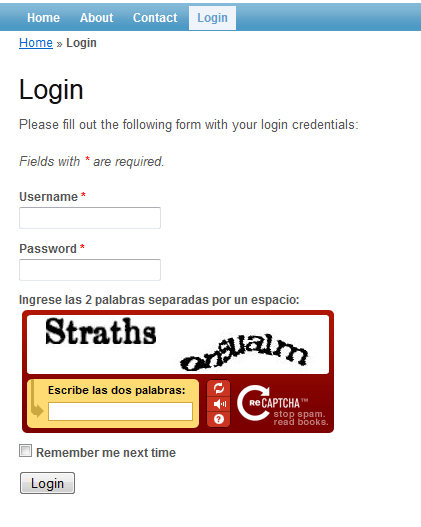 Home About Contact Login
Home » Login
Login
Please fill out the following form with your login credentials:
Fields with * are required.
Username *
Password *
Ingrese las 2 palabras separadas por un espacio:
Straths
Escribe las dos palabras:
reCAPTCHA™
stop spam.
read books.
Remember me next time
Login